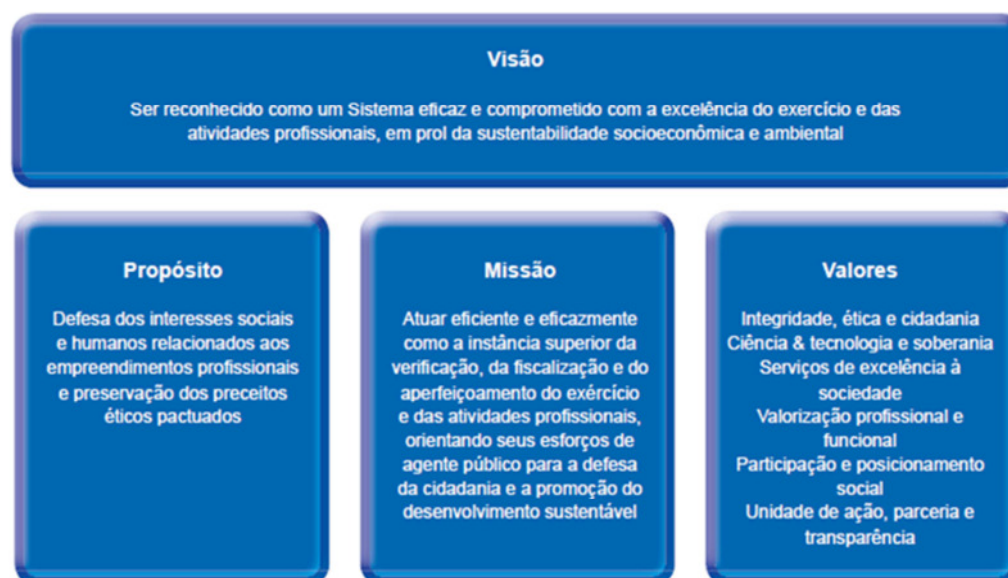 Visão
Ser reconhecido como um Sistema eficaz e comprometido com a excelência do exercício e das
atividades profissionais, em prol da sustentabilidade socioeconômica e ambiental
Propósito
Defesa dos interesses sociais
e humanos relacionados aos
empreendimentos profissionais
e preservação dos preceitos
éticos pactuados
Missão
Atuar eficiente e eficazmente
como a instância superior da
verificação, da fiscalização e do
aperfeiçoamento do exércício
e das atividades profissionais,
orientando seus esforços de
agente público para a defesa
da cidadania e a promoção do
desenvolvimento sustentável
Valores
Integridade, ética e cidadania
Ciência & tecnologia e soberania
Serviços de excelência à
sociedade
Valorização profissional e
funcional
Participação e posicionamento
social
Unidade de ação, parceria e
transparência